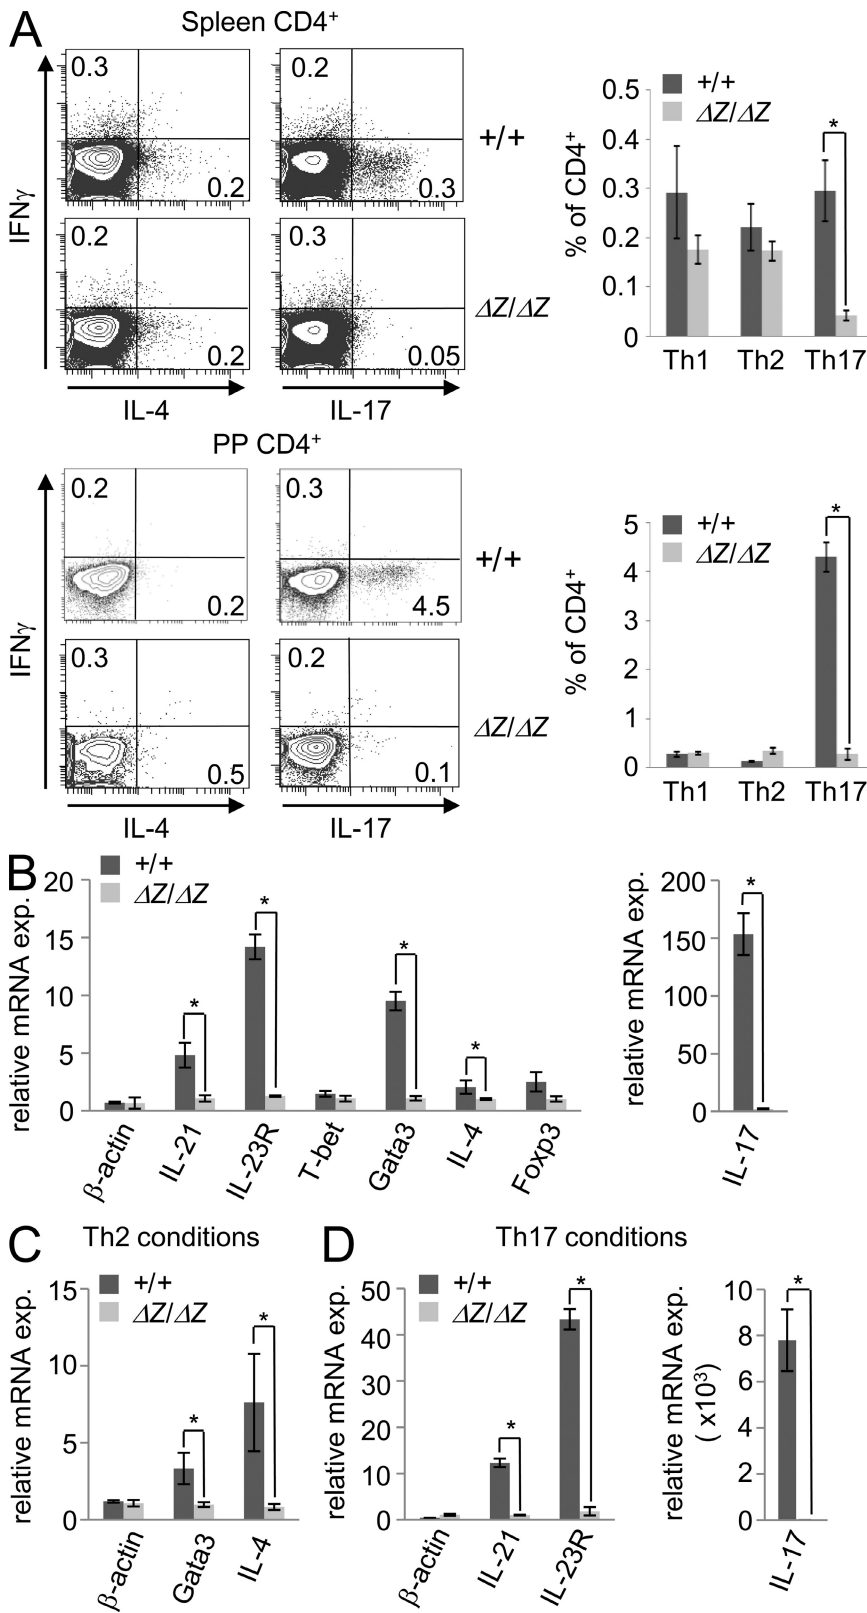 A
Spleen CD4⁺
0.3
0.2
0.2
0.3
+/+
0.2
0.2
0.3
0.05
ΔZ/ΔZ
IFNγ
IL-4
IL-17
+/+
ΔZ/ΔZ
*
% of CD4⁺
0.5
0.4
0.3
0.2
0.1
0
Th1 Th2 Th17
PP CD4⁺
0.2
0.2
0.3
4.5
+/+
0.3
0.5
0.2
0.1
ΔZ/ΔZ
IFNγ
IL-4
IL-17
+/+
ΔZ/ΔZ
*
% of CD4⁺
5
4
3
2
1
0
Th1 Th2 Th17
B
+/+
ΔZ/ΔZ
relative mRNA exp.
20
15
10
5
0
*
*
*
*
β-actin
IL-21
IL-23R
T-bet
Gata3
IL-4
Foxp3
relative mRNA exp.
200
150
100
50
0
*
IL-17
C
Th2 conditions
+/+
ΔZ/ΔZ
relative mRNA exp.
15
10
5
0
*
*
β-actin
Gata3
IL-4
D
Th17 conditions
+/+
ΔZ/ΔZ
relative mRNA exp.
50
40
30
20
10
0
*
*
β-actin
IL-21
IL-23R
relative mRNA exp.
( x10³)
10
8
6
4
2
0
*
IL-17